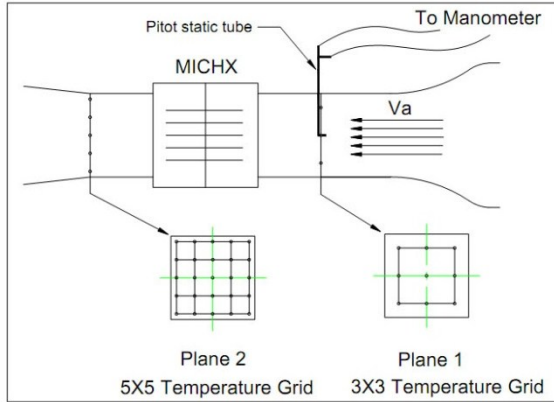 To Manometer
Pitot static tube
MICHX
Va
Plane 2
5X5 Temperature Grid
Plane 1
3X3 Temperature Grid